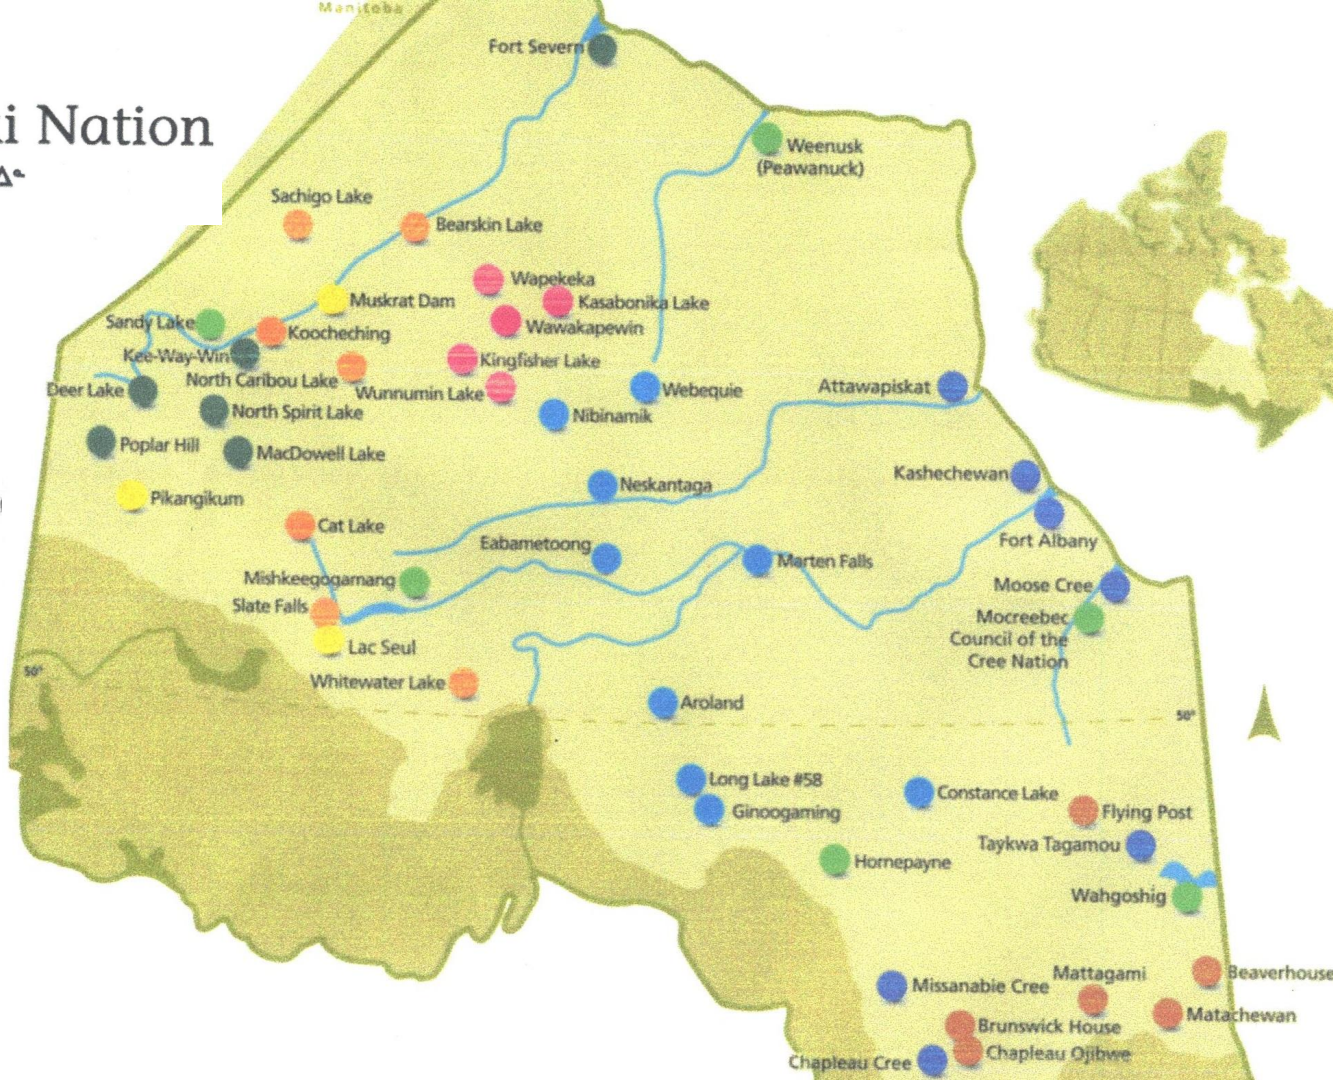 Manitoba
i Nation
ᐃᓐ
Fort Severn
Weenusk
(Peawanuck)
Sachigo Lake
Bearskin Lake
Wapekeka
Muskrat Dam
Kasabonika Lake
Sandy Lake
Koocheching
Wawakapewin
Kee-Way-Win
Kingfisher Lake
North Caribou Lake
Deer Lake
Wunnumin Lake
Webequie
Attawapiskat
North Spirit Lake
Nibinamik
Poplar Hill
MacDowell Lake
Kashechewan
Neskantaga
Pikangikum
Cat Lake
Fort Albany
Eabametoong
Marten Falls
Mishkeegogamang
Moose Cree
Slate Falls
Mocreebec
Council of the
Cree Nation
Lac Seul
50°
Whitewater Lake
Aroland
50°
Long Lake #58
Constance Lake
Ginoogaming
Flying Post
Taykwa Tagamou
Hornepayne
Wahgoshig
Mattagami
Beaverhouse
Missanabie Cree
Matachewan
Brunswick House
Chapleau Ojibwe
Chapleau Cree